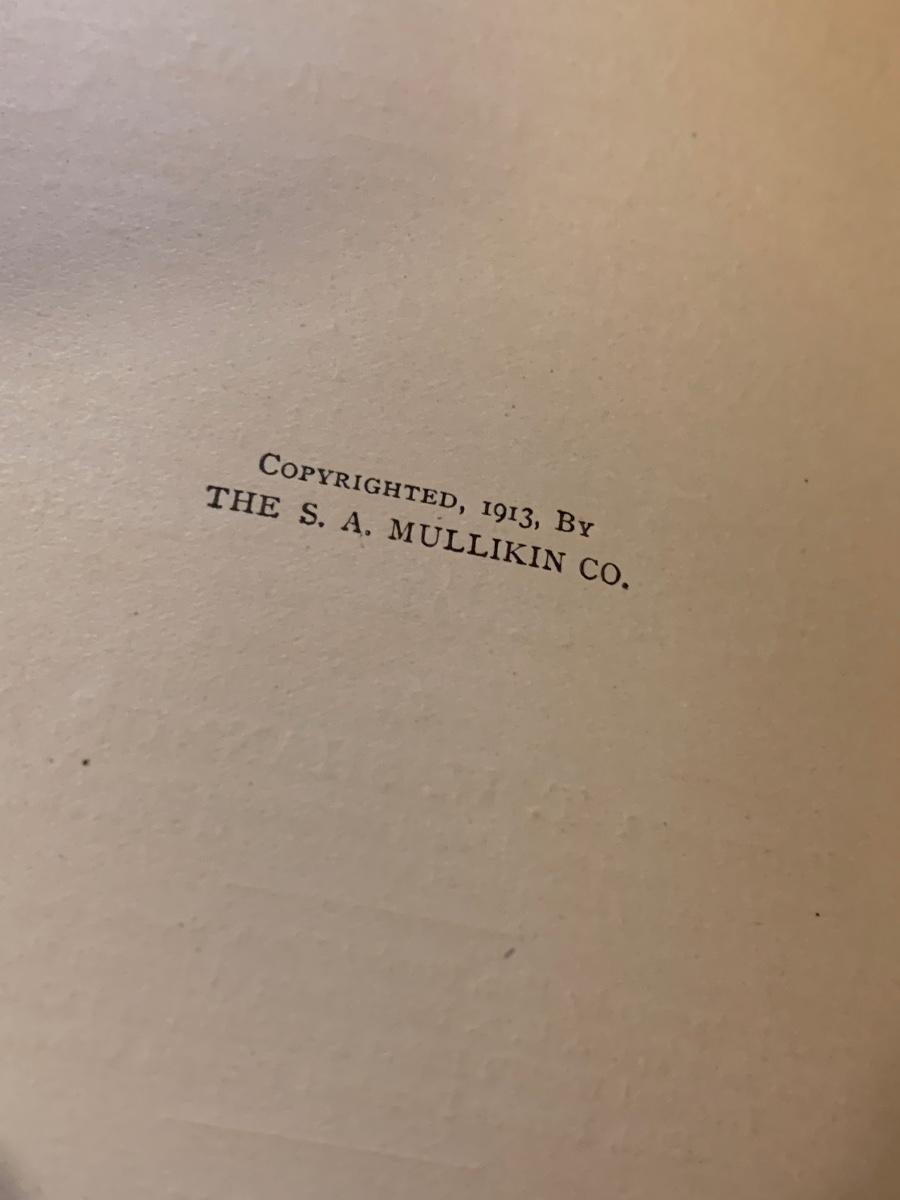 Copyrighted, 1913, By
THE S. A. MULLIKIN CO.